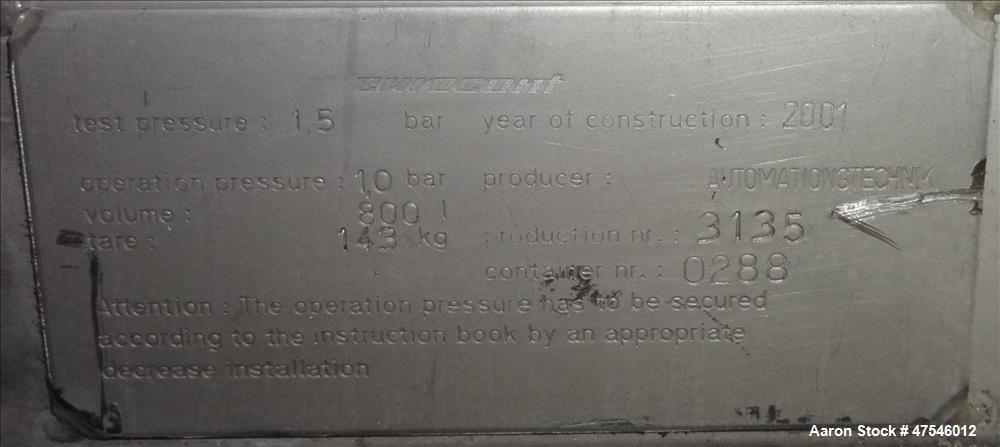 eurocont
test pressure : 1,5 bar year of construction : 2001
operation pressure : 1,0 bar producer : AUTOMATIONSTECHNIK
volume : 800 l
tare : 143 kg production nr. : 3135
container nr. : 0288
Attention : The operation pressure has to be secured
according to the instruction book by an appropriate
decrease installation
Aaron Stock # 47546012